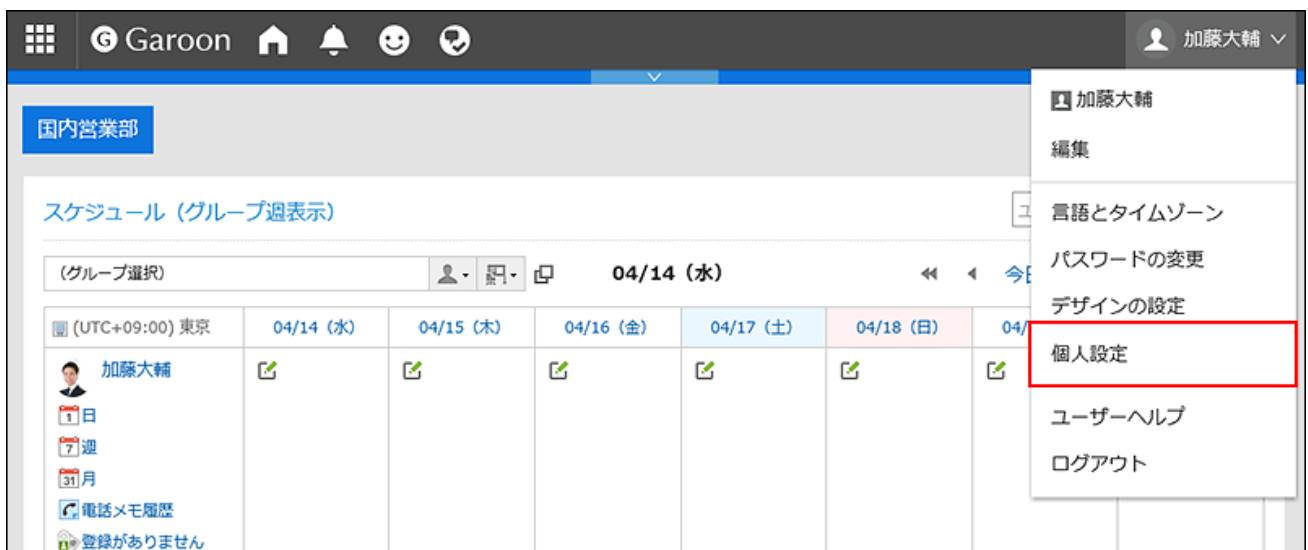 Garoon
加藤大輔
国内営業部
加藤大輔
編集
言語とタイムゾーン
パスワードの変更
デザインの設定
個人設定
ユーザーヘルプ
ログアウト
スケジュール（グループ週表示）
（グループ選択）
04/14（水）
(UTC+09:00) 東京
04/14（水）
04/15（木）
04/16（金）
04/17（土）
04/18（日）
04/
加藤大輔
1 日
7 週
31 月
電話メモ履歴
登録がありません